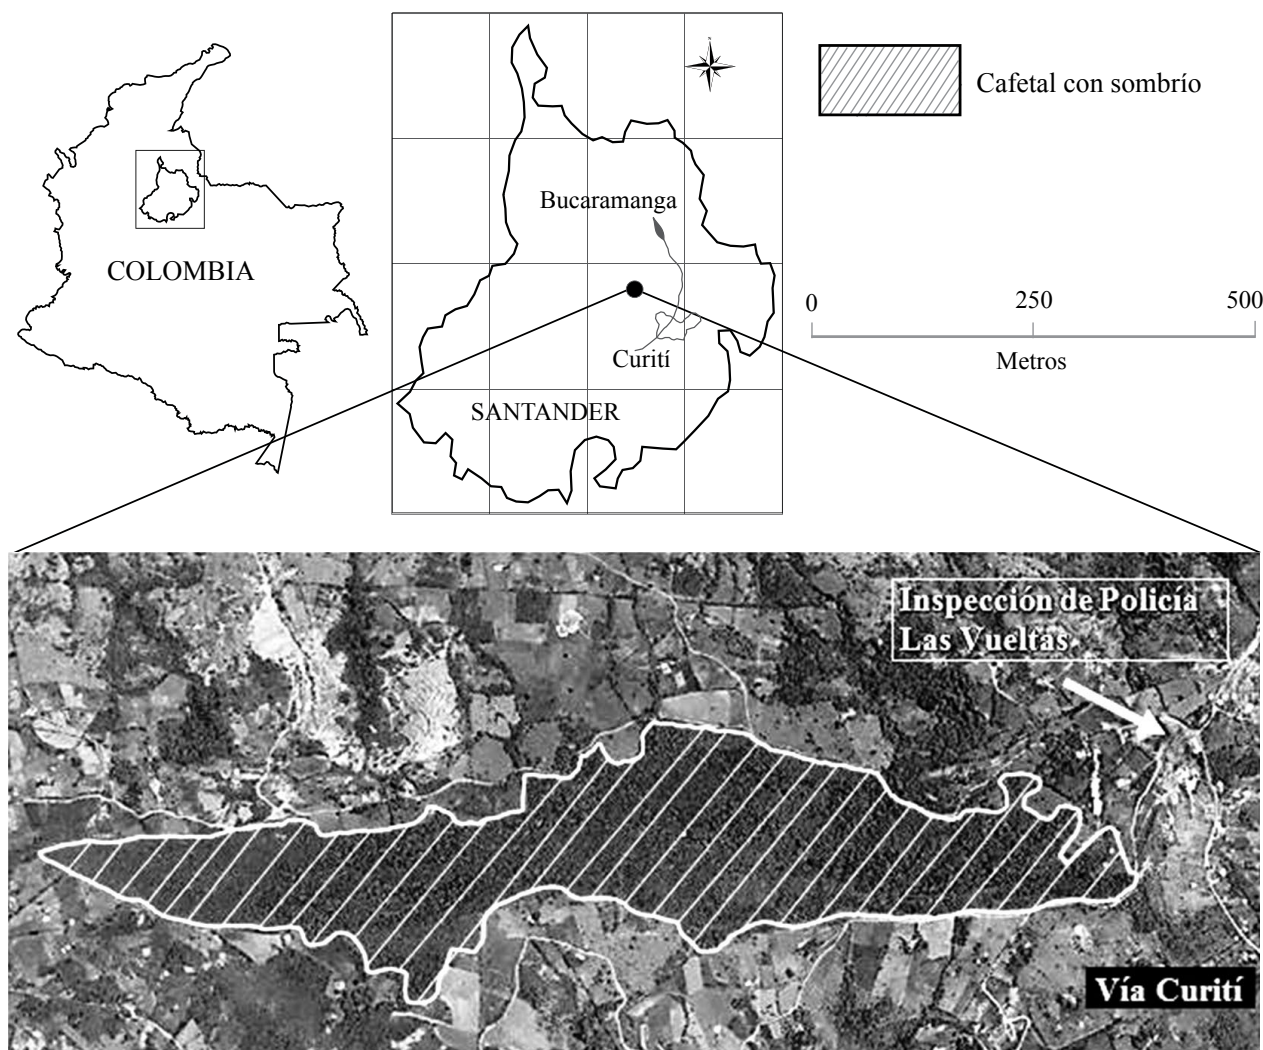 N
Cafetal con sombrío
Bucaramanga
COLOMBIA
0 250 500
Metros
Curití
SANTANDER
Inspección de Policía
Las Vueltas
Vía Curití